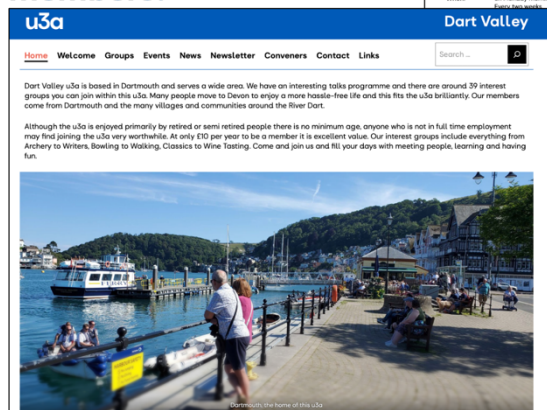 Every two weeks
u3a
Dart Valley
Home Welcome Groups Events News Newsletter Conveners Contact Links
Search ...
Dart Valley u3a is based in Dartmouth and serves a wide area. We have an interesting talks programme and there are around 39 interest
groups you can join within this u3a. Many people move to Devon to enjoy a more hassle-free life and this fits the u3a brilliantly. Our members
come from Dartmouth and the many villages and communities around the River Dart.
Although the u3a is enjoyed primarily by retired or semi retired people there is no minimum age, anyone who is not in full time employment
may find joining the u3a very worthwhile. At only £10 per year to be a member it is excellent value. Our interest groups include everything from
Archery to Writers, Bowling to Walking, Classics to Wine Tasting. Come and join us and fill your days with meeting people, learning and having
fun.
Dartmouth; the home of this u3a